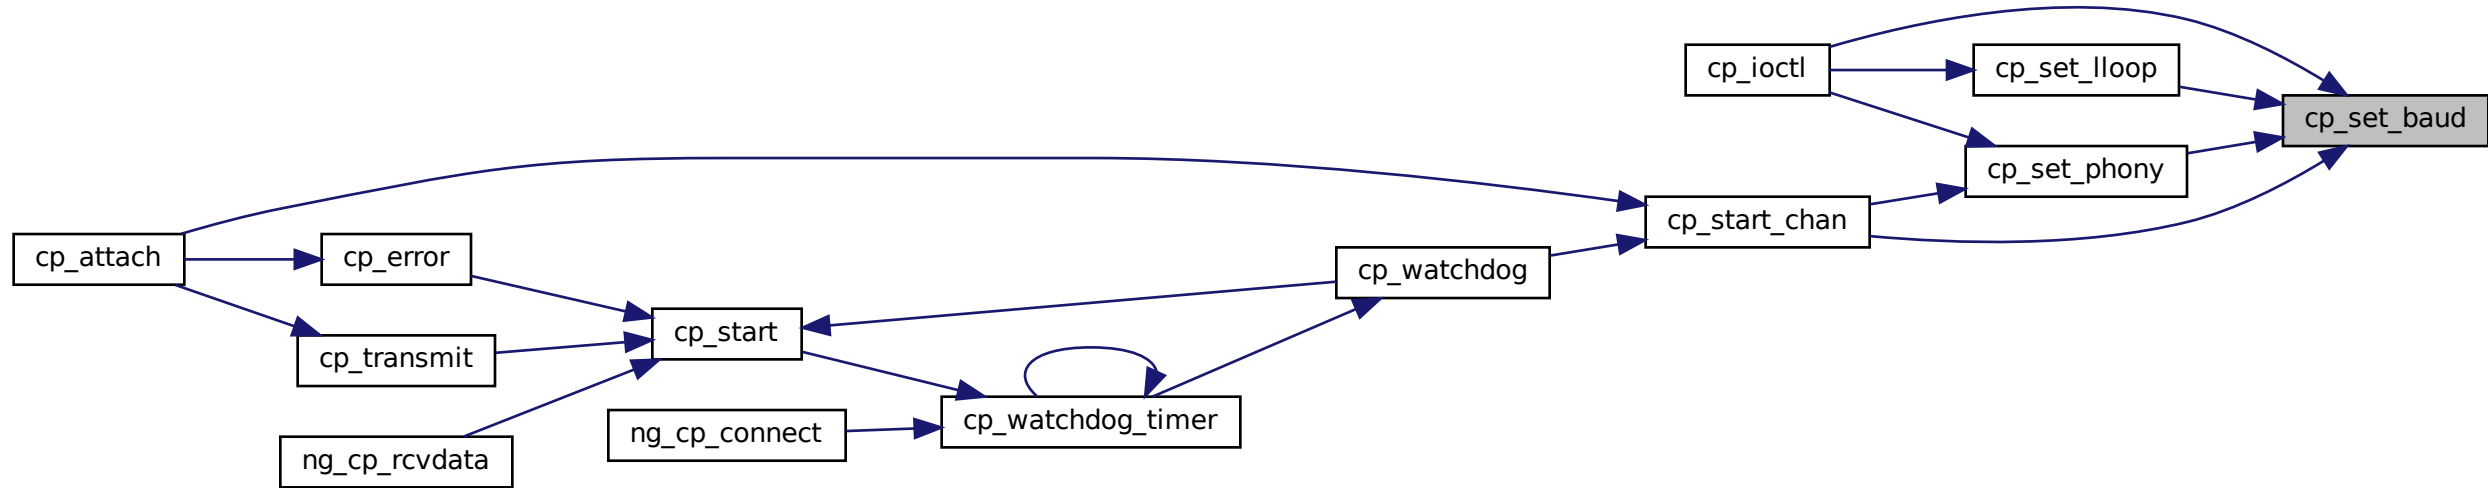 cp_ioctl
cp_set_lloop
cp_set_baud
cp_set_phony
cp_start_chan
cp_attach
cp_error
cp_watchdog
cp_start
cp_transmit
cp_watchdog_timer
ng_cp_connect
ng_cp_rcvdata